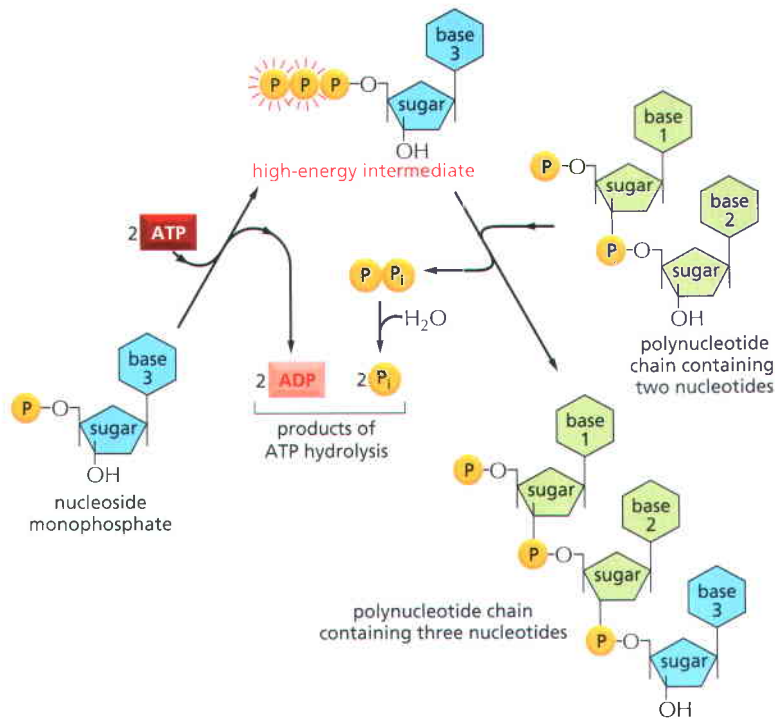 base
3
P P P O
sugar
OH
high-energy intermediate
base
1
P O
sugar
base
2
P O
sugar
OH
polynucleotide
chain containing
two nucleotides
2 ATP
P Pi
H2O
2 ADP
2 Pi
products of
ATP hydrolysis
base
3
P O
sugar
OH
nucleoside
monophosphate
base
1
P O
sugar
base
2
P O
sugar
base
3
P O
sugar
OH
polynucleotide chain
containing three nucleotides